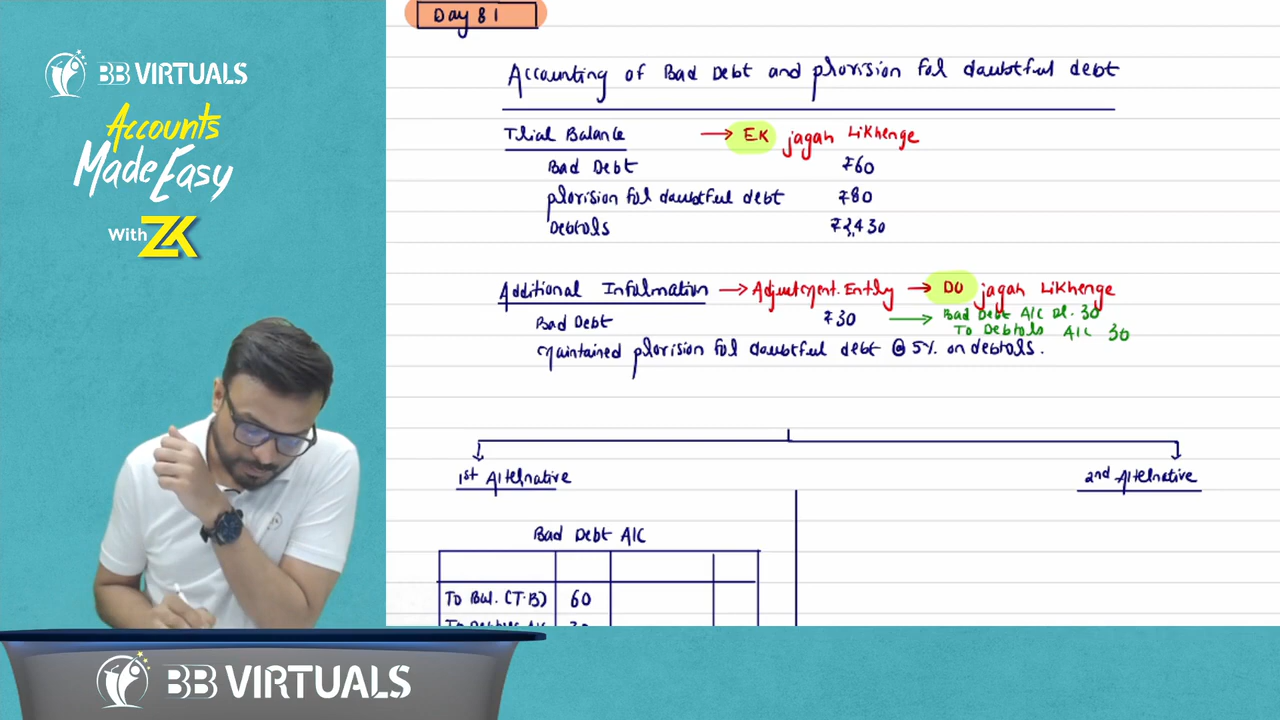 Day 81
BB VIRTUALS
Accounts
Made Easy
With ZK
Accounting of Bad Debt and provision for doubtful debt
Trial Balance → EK jagah Likhenge
Bad Debt ₹60
provision for doubtful debt ₹80
Debtors ₹2,430
Additional Information → Adjustment Entry → DO jagah Likhenge
Bad Debt ₹30 → Bad Debt A/C Dr. 30
To Debtors A/C 30
Maintained provision for doubtful debt @ 5% on debtors.
1st Alternative
2nd Alternative
Bad Debt A/C
To Bal. (T.B) 60
BB VIRTUALS